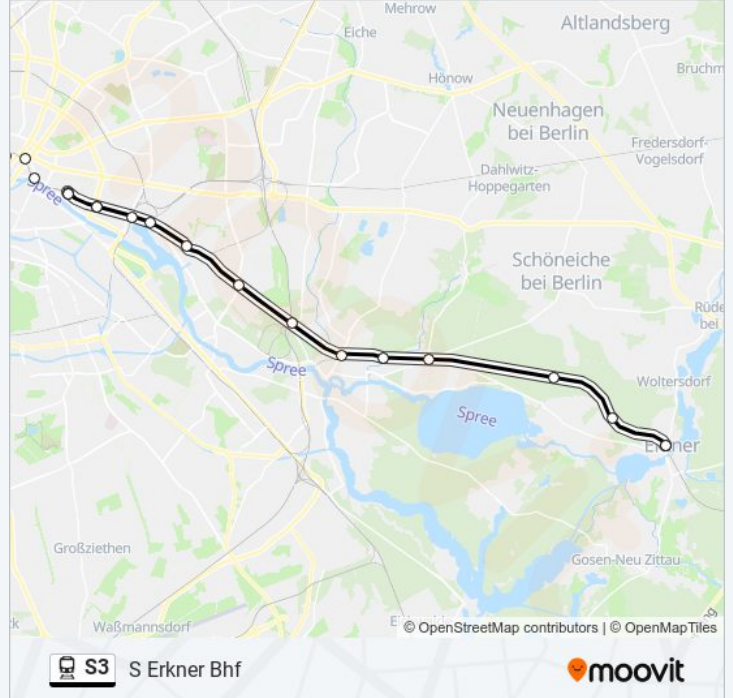 Mehrow
Altlandsberg
Eiche
Bruchm
Hönow
Neuenhagen
bei Berlin
Fredersdorf-
Vogelsdorf
Dahlwitz-
Hoppegarten
Spree
Schöneiche
bei Berlin
Rüde
bei
Spree
Woltersdorf
Spree
Erkner
Großziethen
Gosen-Neu Zittau
Waßmannsdorf
© OpenStreetMap contributors | © OpenMapTiles
S3
S Erkner Bhf
moovit